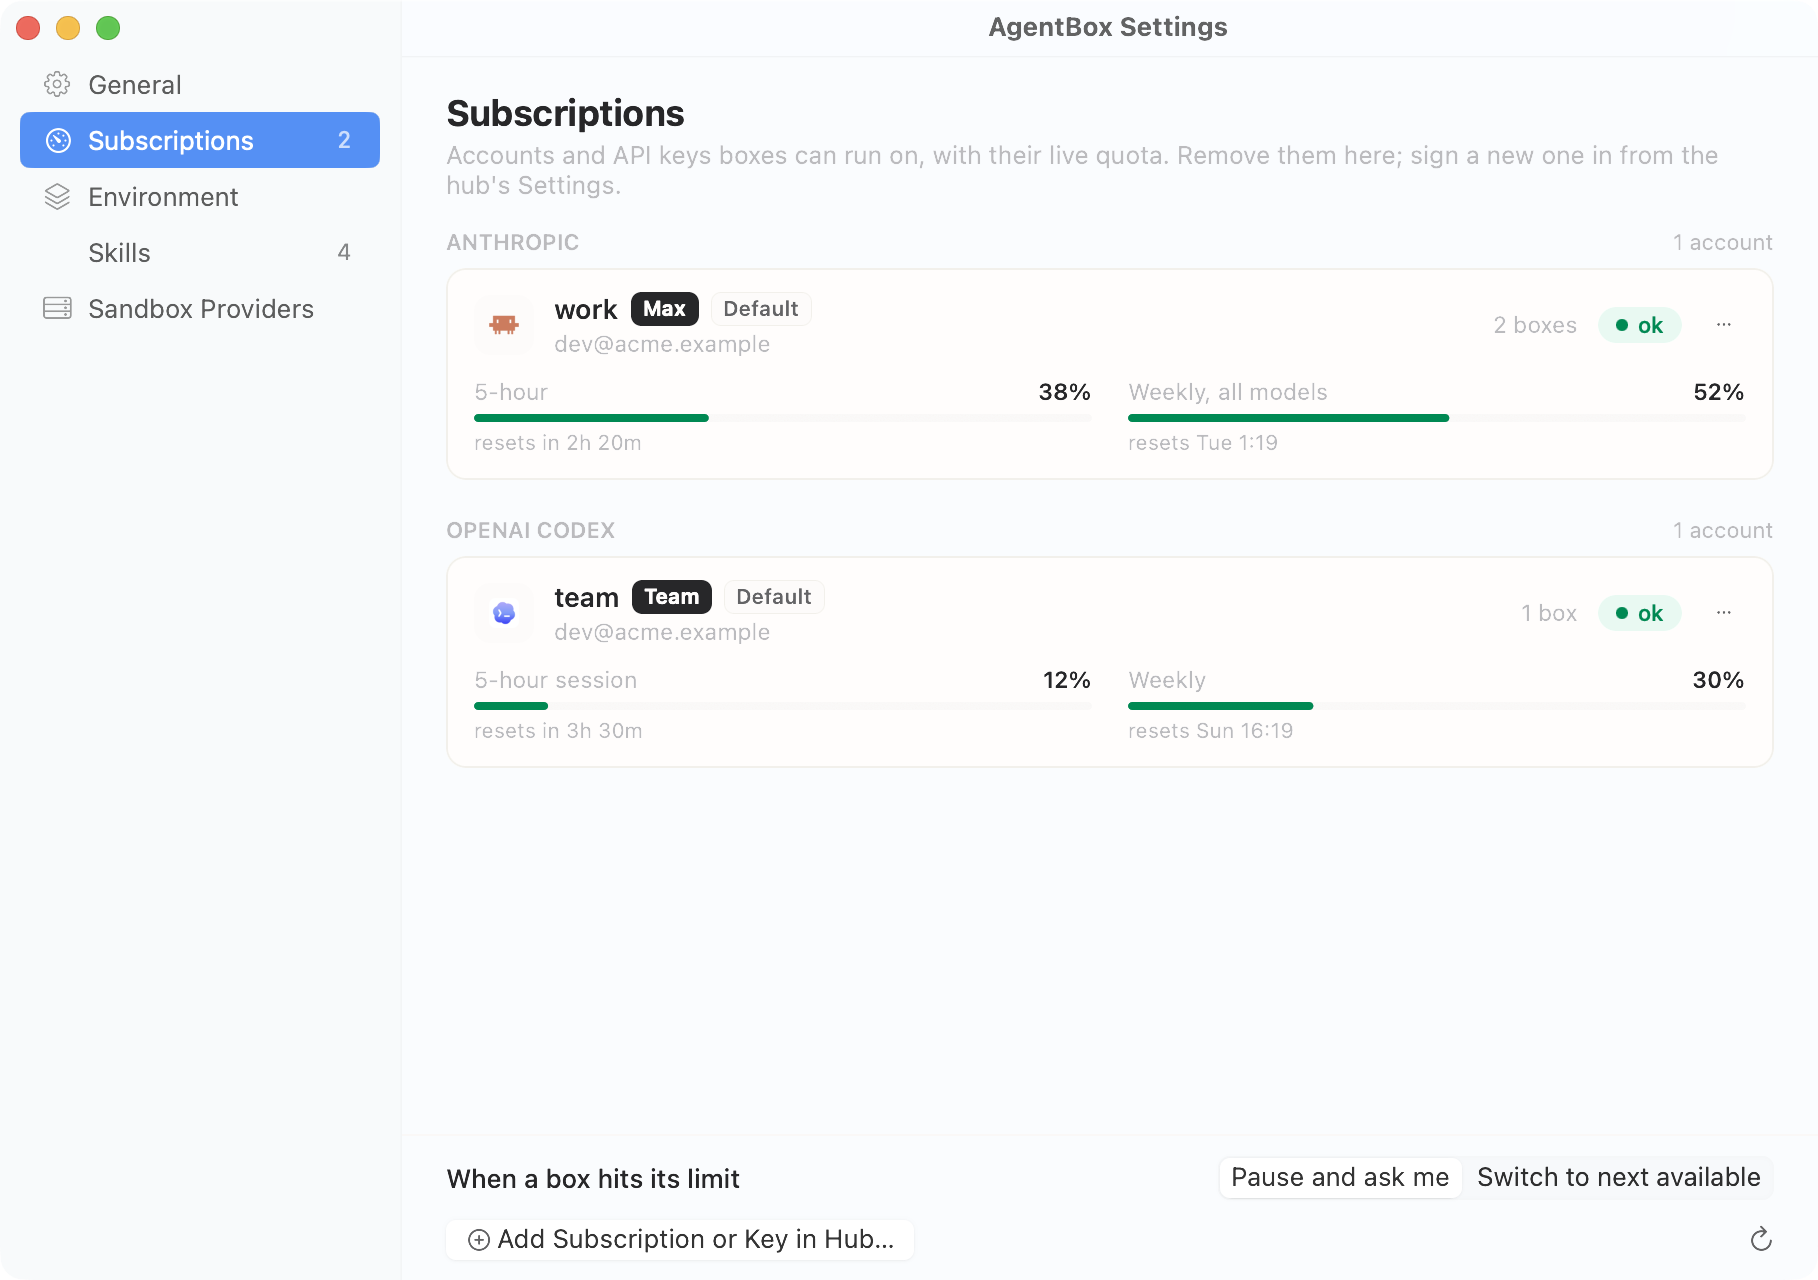 AgentBox Settings
General
Subscriptions 2
Environment
Skills 4
Sandbox Providers
Subscriptions
Accounts and API keys boxes can run on, with their live quota. Remove them here; sign a new one in from the
hub's Settings.
ANTHROPIC 1 account
work Max Default
dev@acme.example
2 boxes ok ...
5-hour 38%
resets in 2h 20m
Weekly, all models 52%
resets Tue 1:19
OPENAI CODEX 1 account
team Team Default
dev@acme.example
1 box ok ...
5-hour session 12%
resets in 3h 30m
Weekly 30%
resets Sun 16:19
When a box hits its limit
Pause and ask me Switch to next available
Add Subscription or Key in Hub...